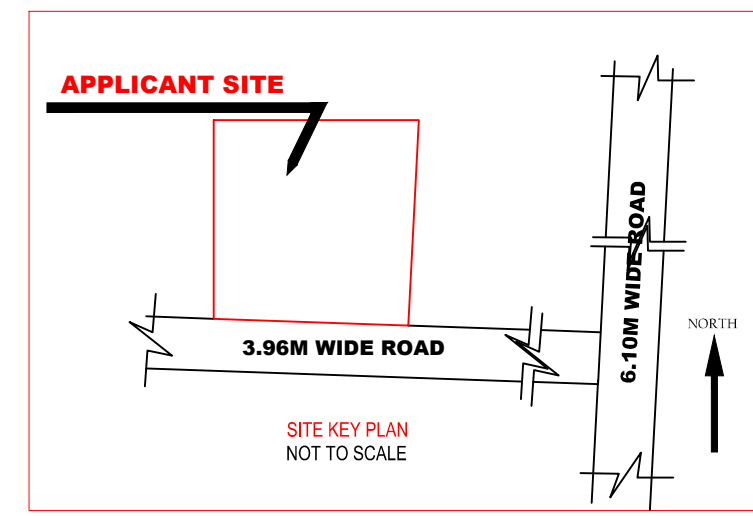 APPLICANT SITE
6.10M WIDE ROAD
NORTH
3.96M WIDE ROAD
SITE KEY PLAN
NOT TO SCALE